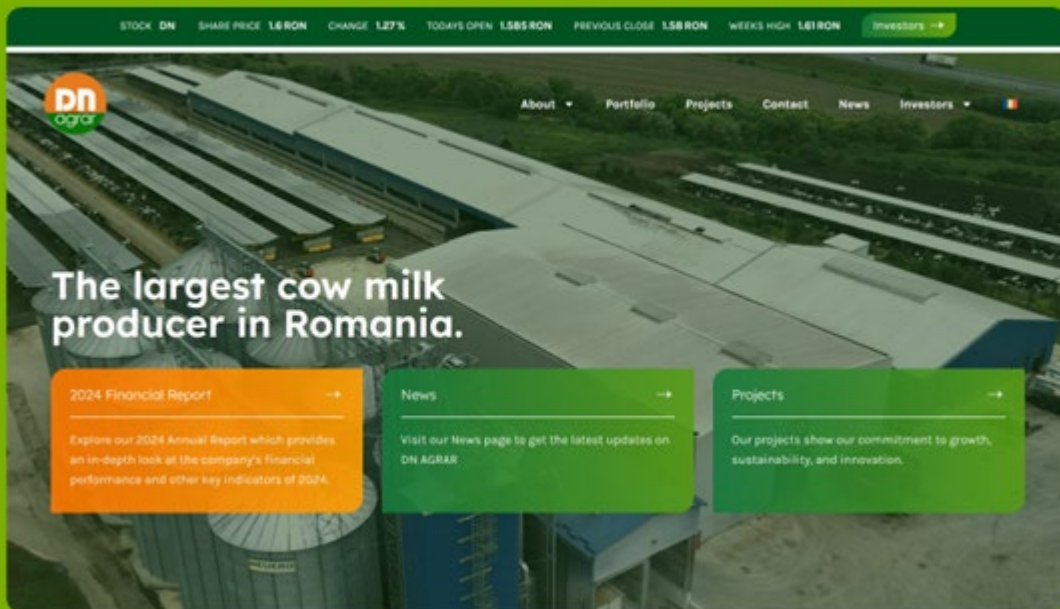 STOCK DN SHARE PRICE 1.6 RON CHANGE 1.27 % TODAYS OPEN 1.585 RON PREVIOUS CLOSE 1.58 RON WEEKS HIGH 1.61 RON Investors →
DN
agrar
About Portfolio Projects Contact News Investors
The largest cow milk
producer in Romania.
2024 Financial Report →
Explore our 2024 Annual Report which provides
an in-depth look at the company's financial
performance and other key indicators of 2024.
News →
Visit our News page to get the latest updates on
DN AGRAR
Projects →
Our projects show our commitment to growth,
sustainability, and innovation.